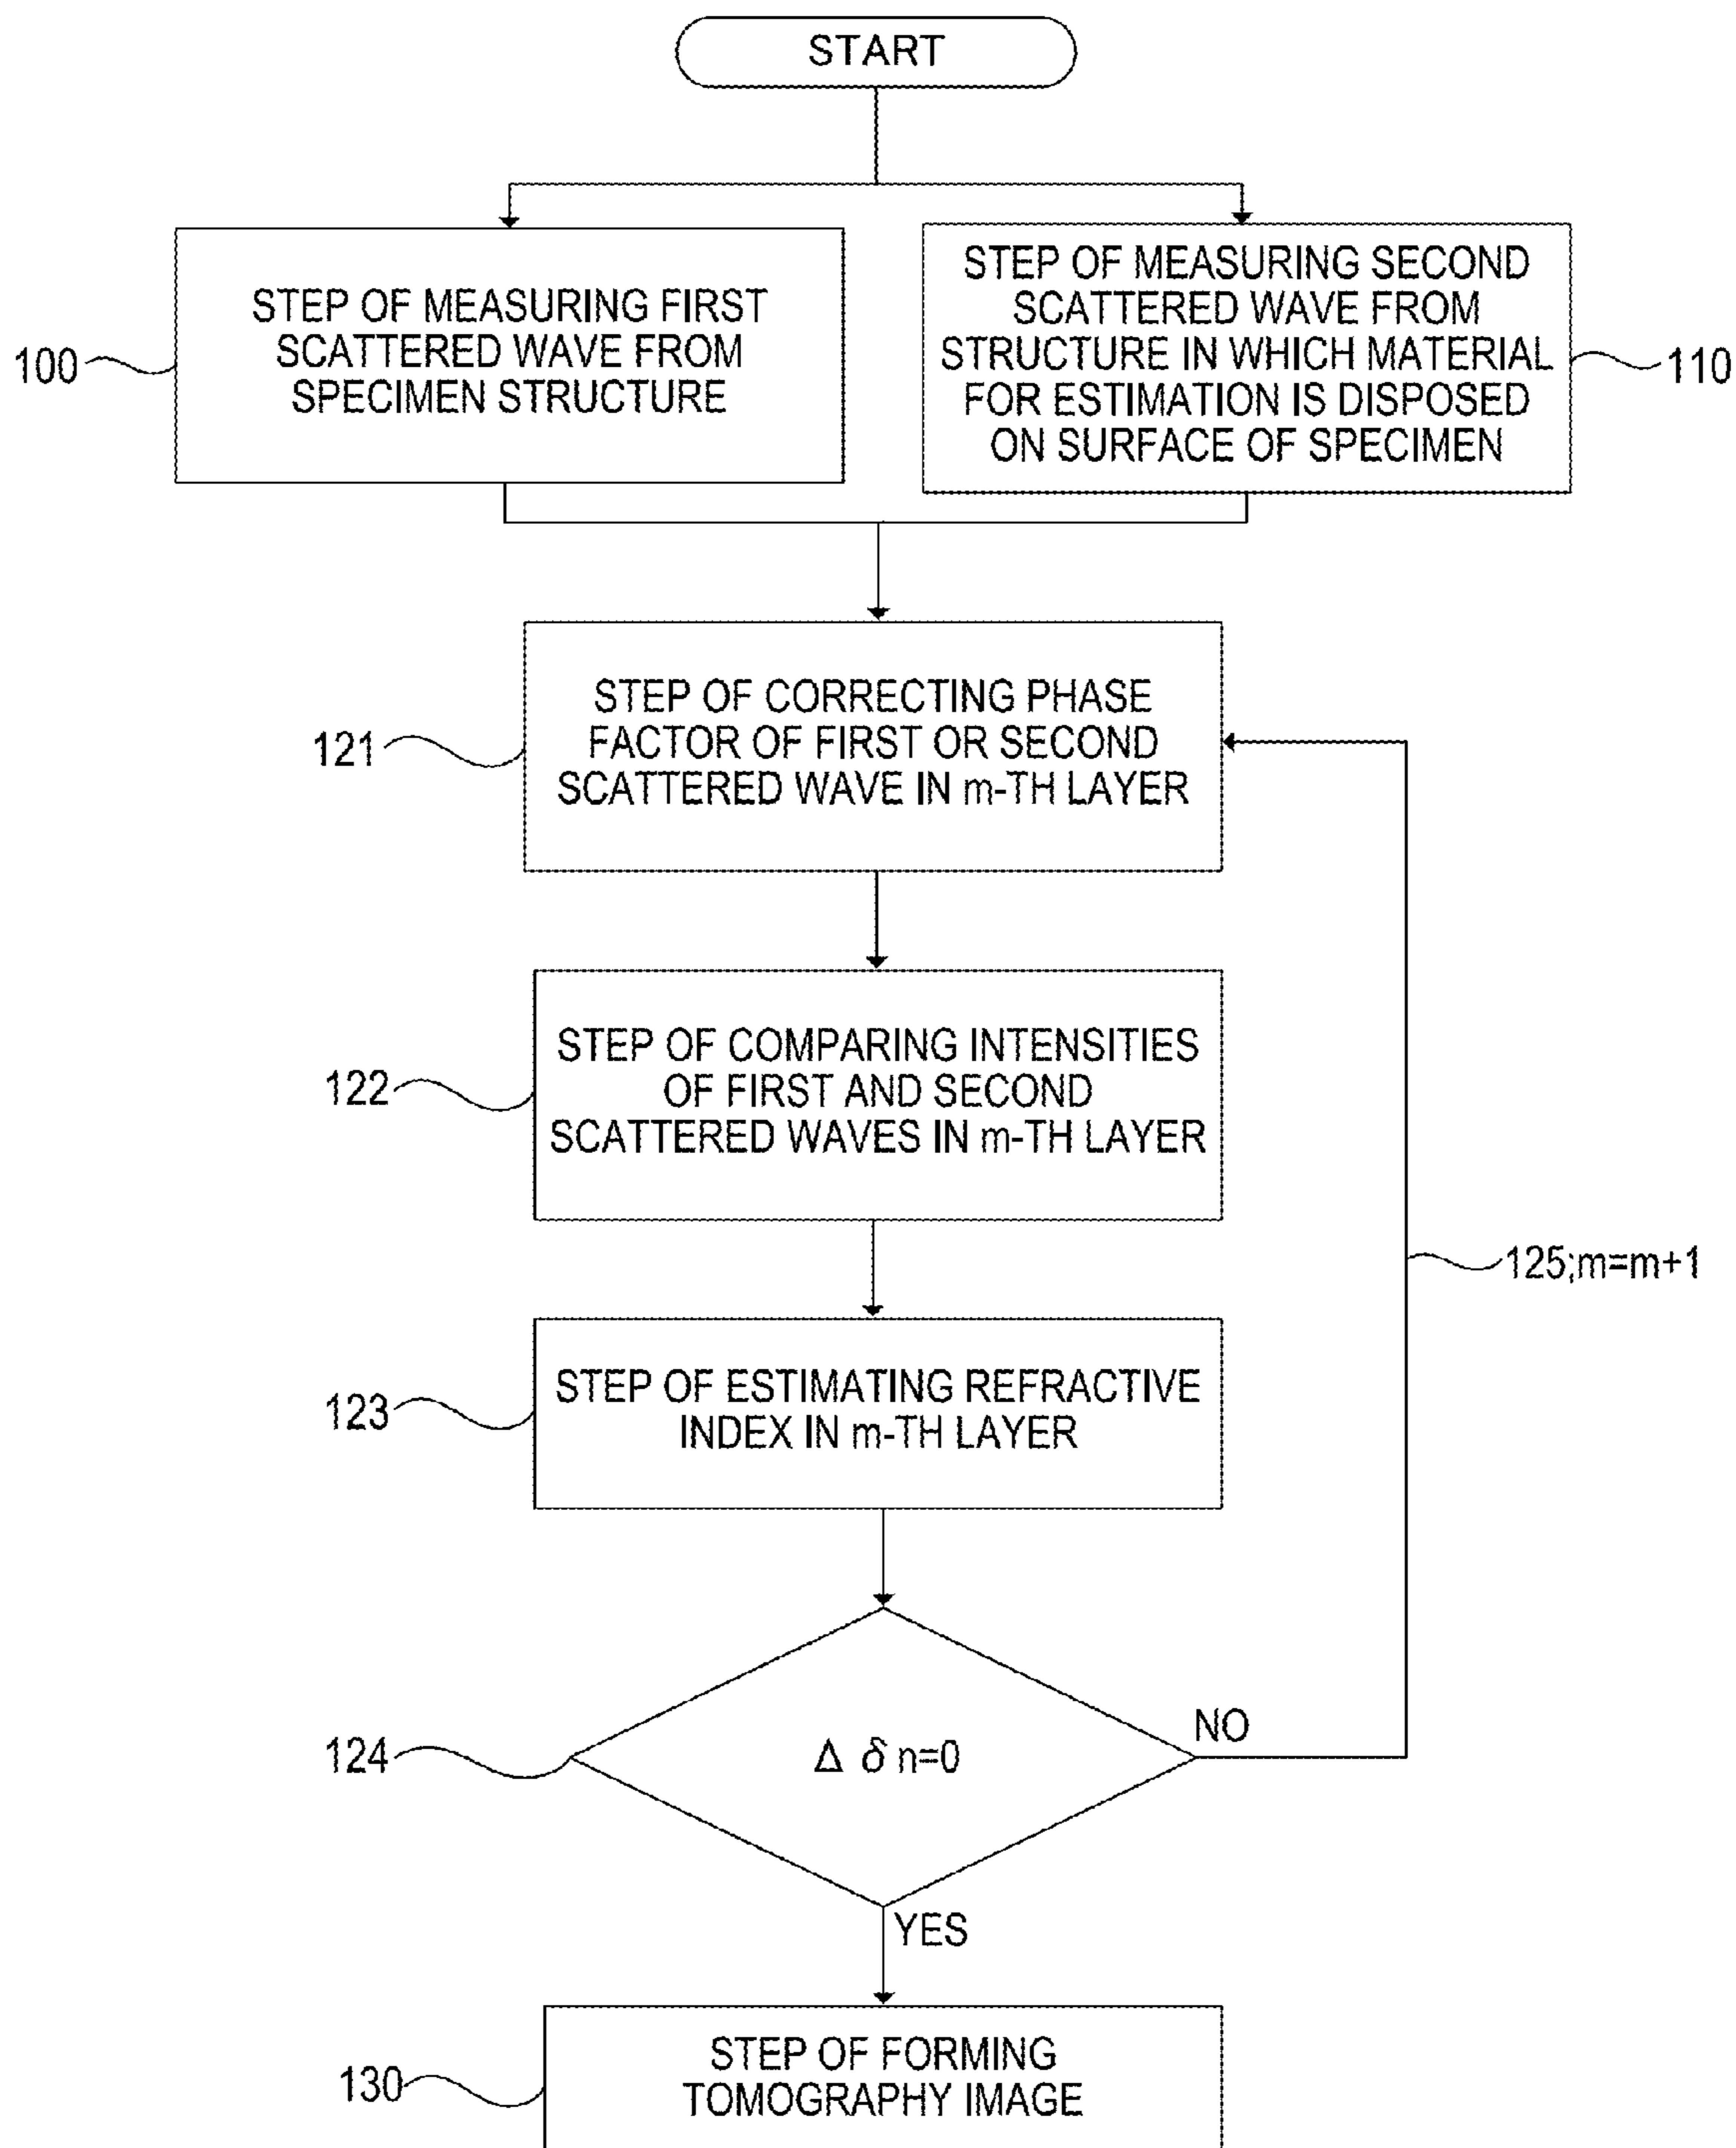 START
STEP OF MEASURING FIRST
SCATTERED WAVE FROM
SPECIMEN STRUCTURE
100
STEP OF MEASURING SECOND
SCATTERED WAVE FROM
STRUCTURE IN WHICH MATERIAL
FOR ESTIMATION IS DISPOSED
ON SURFACE OF SPECIMEN
110
STEP OF CORRECTING PHASE
FACTOR OF FIRST OR SECOND
SCATTERED WAVE IN m-TH LAYER
121
STEP OF COMPARING INTENSITIES
OF FIRST AND SECOND
SCATTERED WAVES IN m-TH LAYER
122
125;m=m+1
STEP OF ESTIMATING REFRACTIVE
INDEX IN m-TH LAYER
123
Δ δ n=0
124
NO
YES
STEP OF FORMING
TOMOGRAPHY IMAGE
130